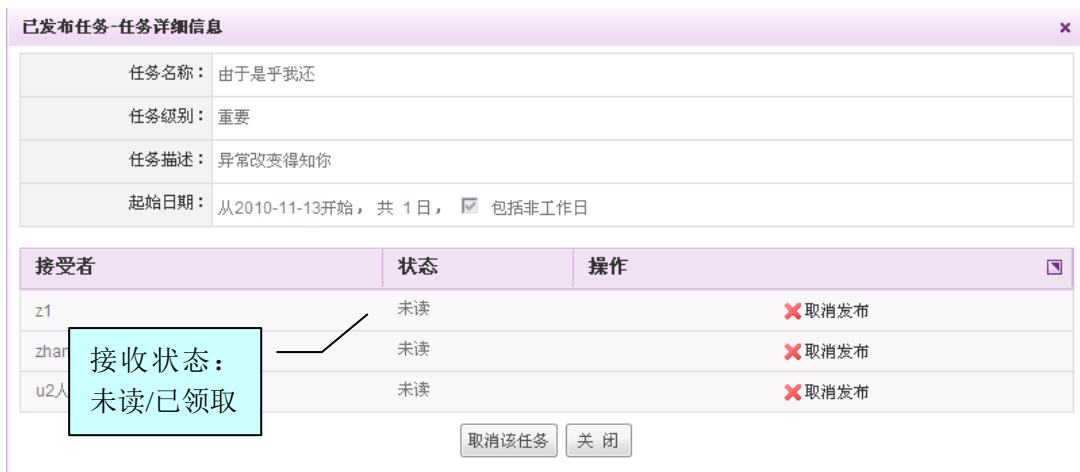 已发布任务-任务详细信息
任务名称： 由于是乎我还
任务级别： 重要
任务描述： 异常改变得知你
起始日期： 从2010-11-13开始， 共 1日， 包括非工作日
接受者 状态 操作
z1 未读 取消发布
zhan 未读 取消发布
u2人 未读 取消发布
接收状态：
未读/已领取
取消该任务 关 闭